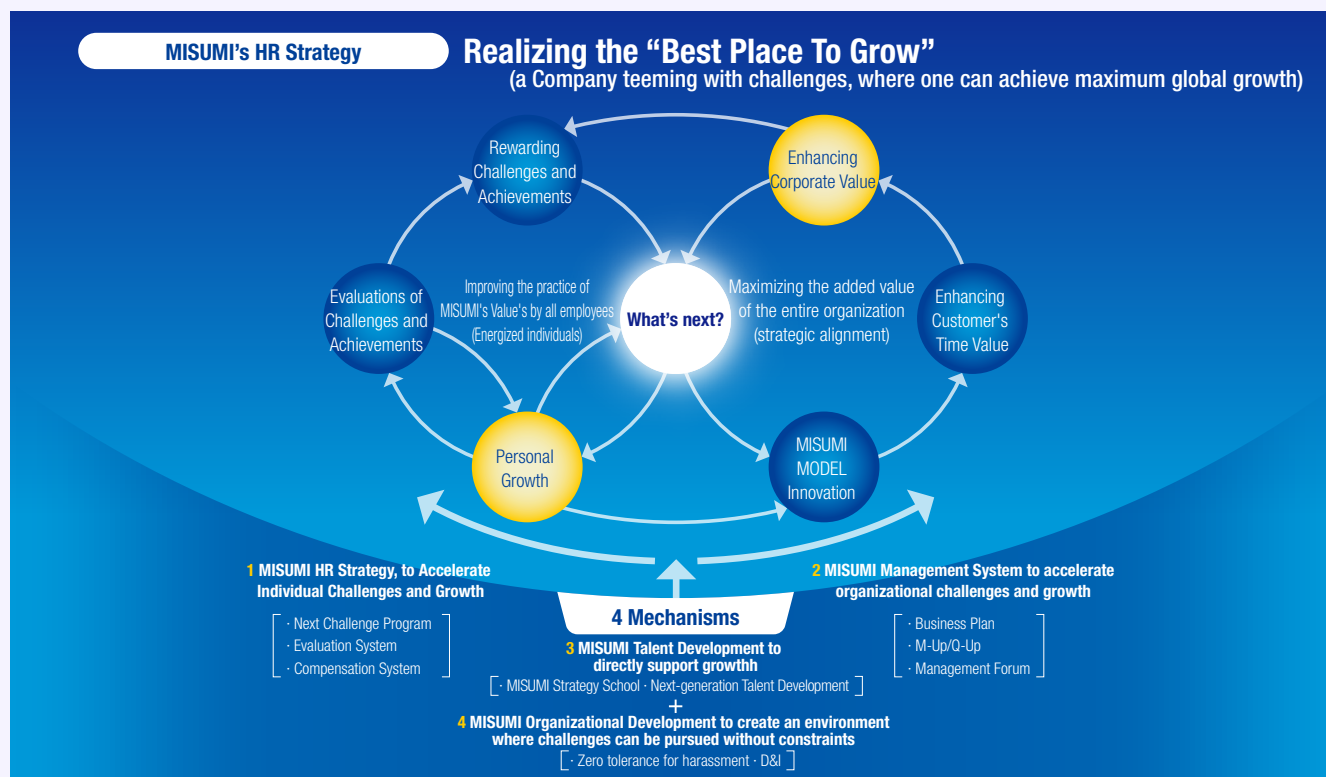 MISUMI's HR Strategy
Realizing the “Best Place To Grow”
(a Company teeming with challenges, where one can achieve maximum global growth)
Rewarding
Challenges and
Achievements
Enhancing
Corporate Value
Evaluations of
Challenges and
Achievements
Improving the practice of
MISUMI's Value's by all employees
(Energized individuals)
What's next?
Maximizing the added value
of the entire organization
(strategic alignment)
Enhancing
Customer's
Time Value
Personal
Growth
MISUMI
MODEL
Innovation
1 MISUMI HR Strategy, to Accelerate
Individual Challenges and Growth
· Next Challenge Program
· Evaluation System
· Compensation System
2 MISUMI Management System to accelerate
organizational challenges and growth
· Business Plan
· M-Up/Q-Up
· Management Forum
4 Mechanisms
3 MISUMI Talent Development to
directly support growthh
· MISUMI Strategy School · Next-generation Talent Development
+
4 MISUMI Organizational Development to create an environment
where challenges can be pursued without constraints
· Zero tolerance for harassment · D&I